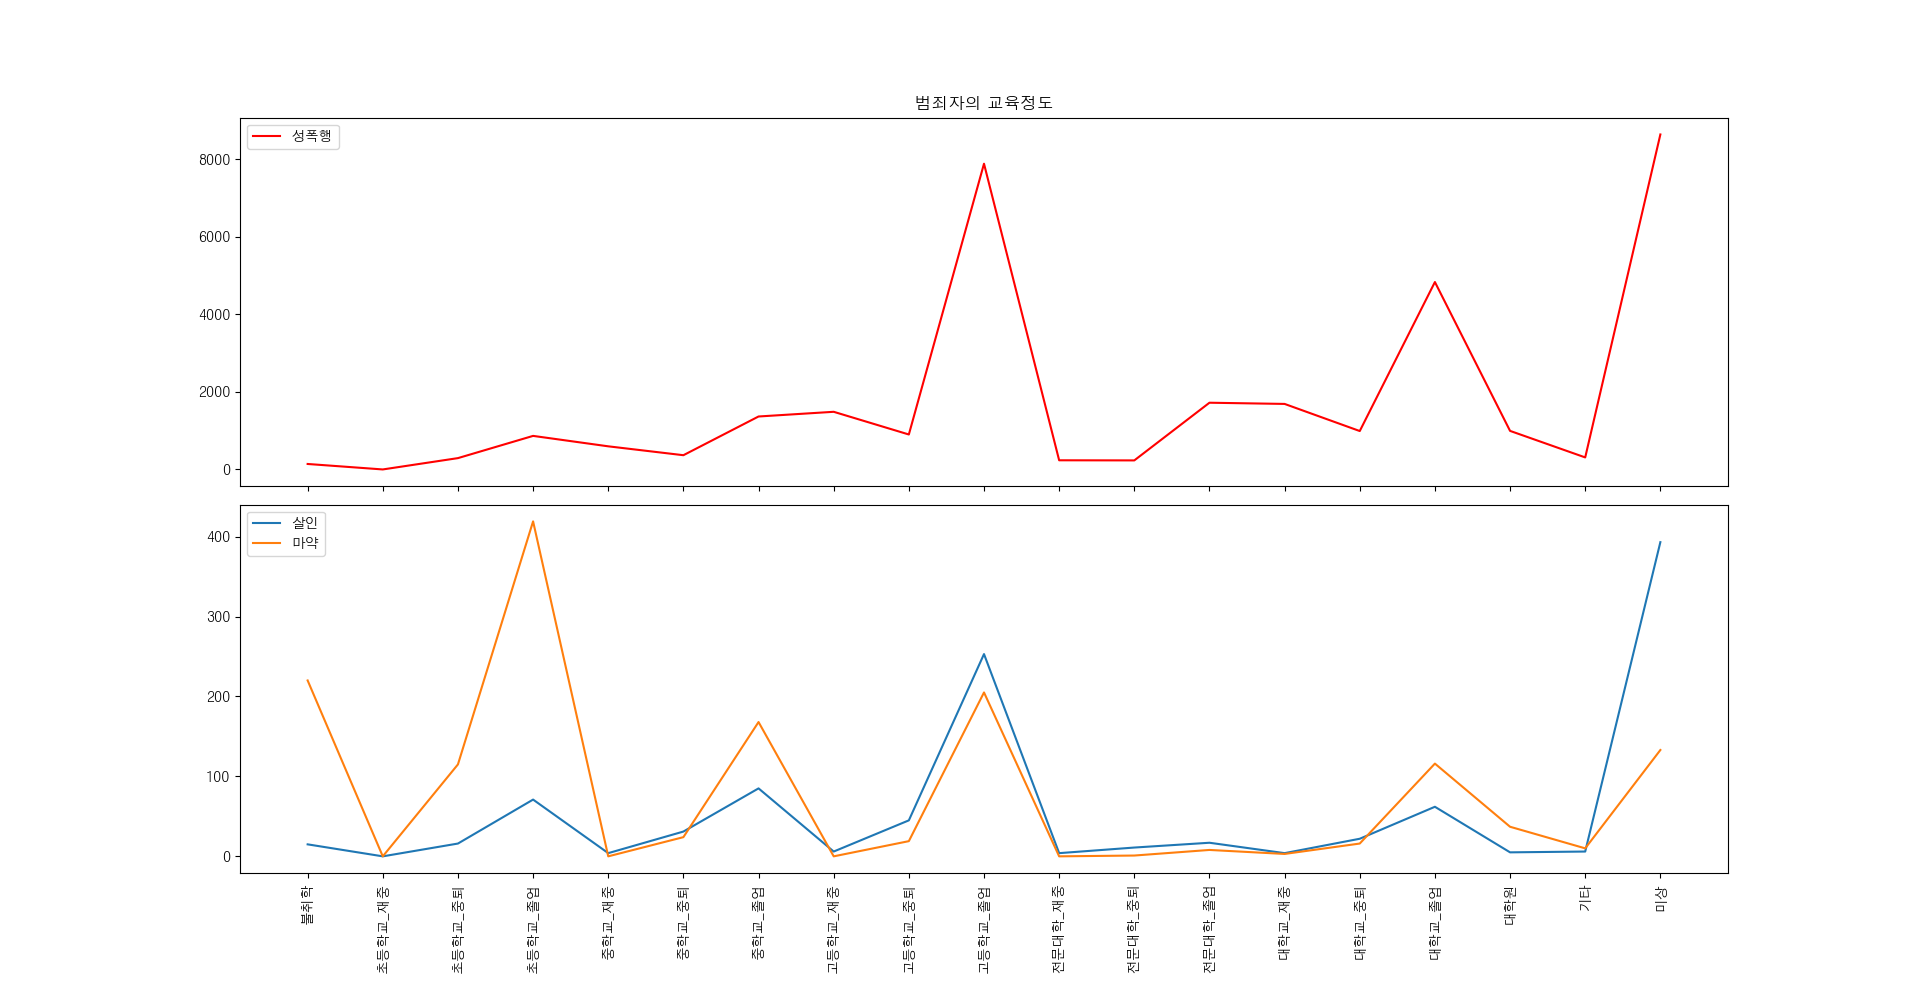 범죄자의 교육정도
성폭행
8000
6000
4000
2000
0
살인
마약
400
300
200
100
0
불취학
초등학교_재중
초등학교_중퇴
초등학교_졸업
중학교_재중
중학교_중퇴
중학교_졸업
고등학교_재중
고등학교_중퇴
고등학교_졸업
전문대학_재중
전문대학_중퇴
전문대학_졸업
대학교_재중
대학교_중퇴
대학교_졸업
대학원
기타
미상